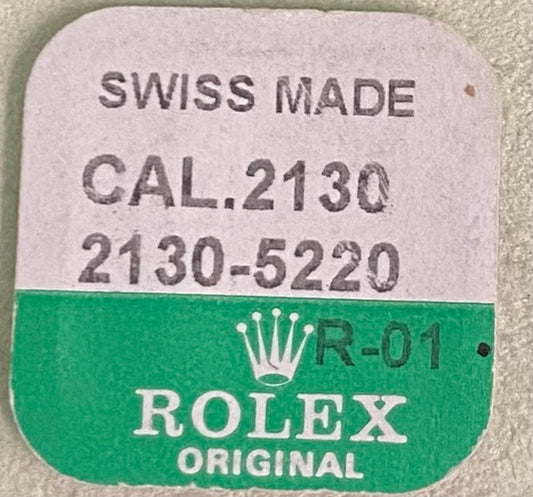 SWISS MADE
CAL.2130
2130-5220
R-01
ROLEX
ORIGINAL